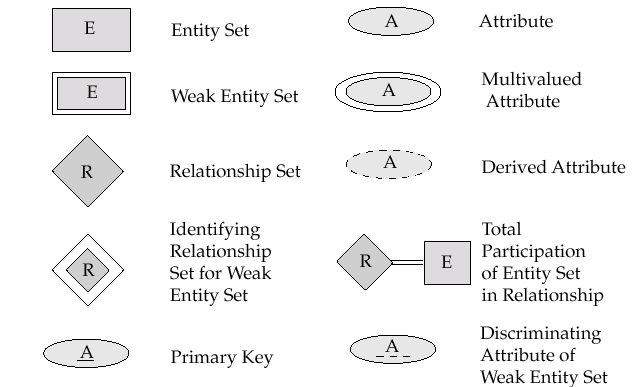 E
Entity Set
A
Attribute
E
Weak Entity Set
A
Multivalued
Attribute
R
Relationship Set
A
Derived Attribute
R
Identifying
Relationship
Set for Weak
Entity Set
R
E
Total
Participation
of Entity Set
in Relationship
A
Primary Key
A
Discriminating
Attribute of
Weak Entity Set